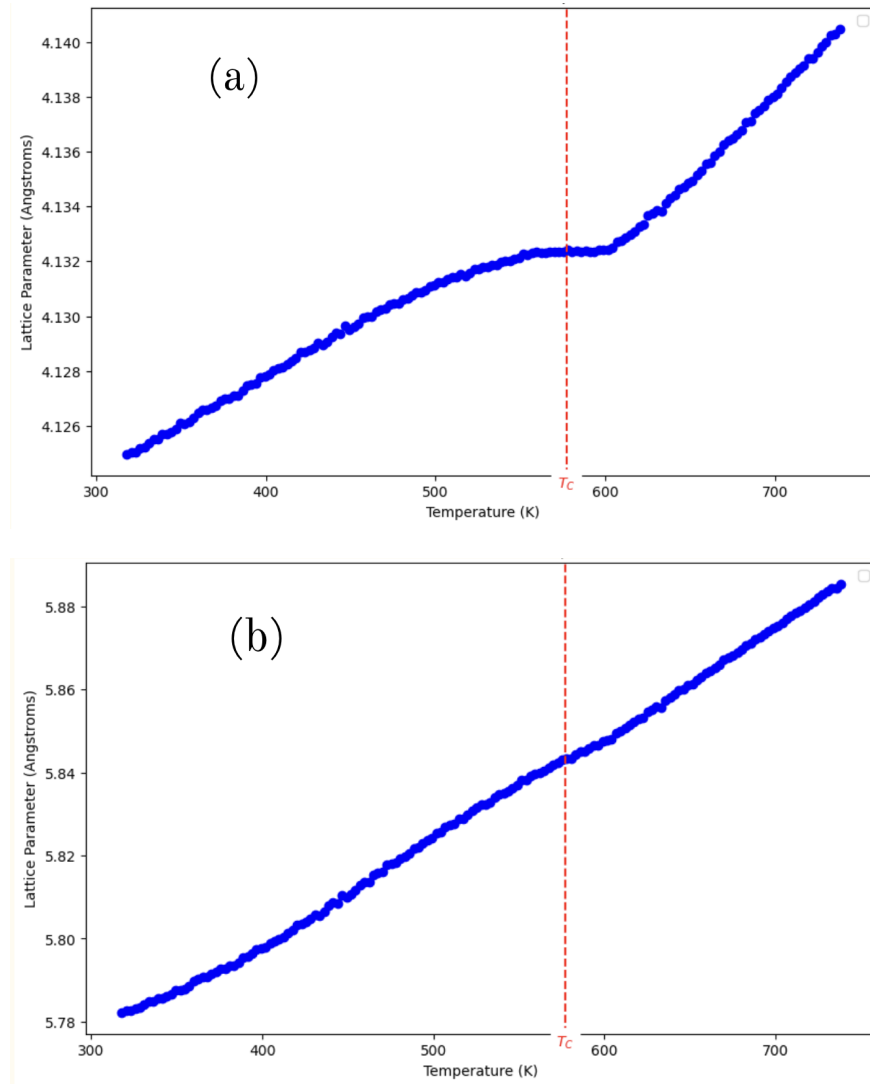 (a)
Lattice Parameter (Angstroms)
4.140
4.138
4.136
4.134
4.132
4.130
4.128
4.126
300 400 500 600 700
T_C
Temperature (K)
(b)
Lattice Parameter (Angstroms)
5.88
5.86
5.84
5.82
5.80
5.78
300 400 500 600 700
T_C
Temperature (K)